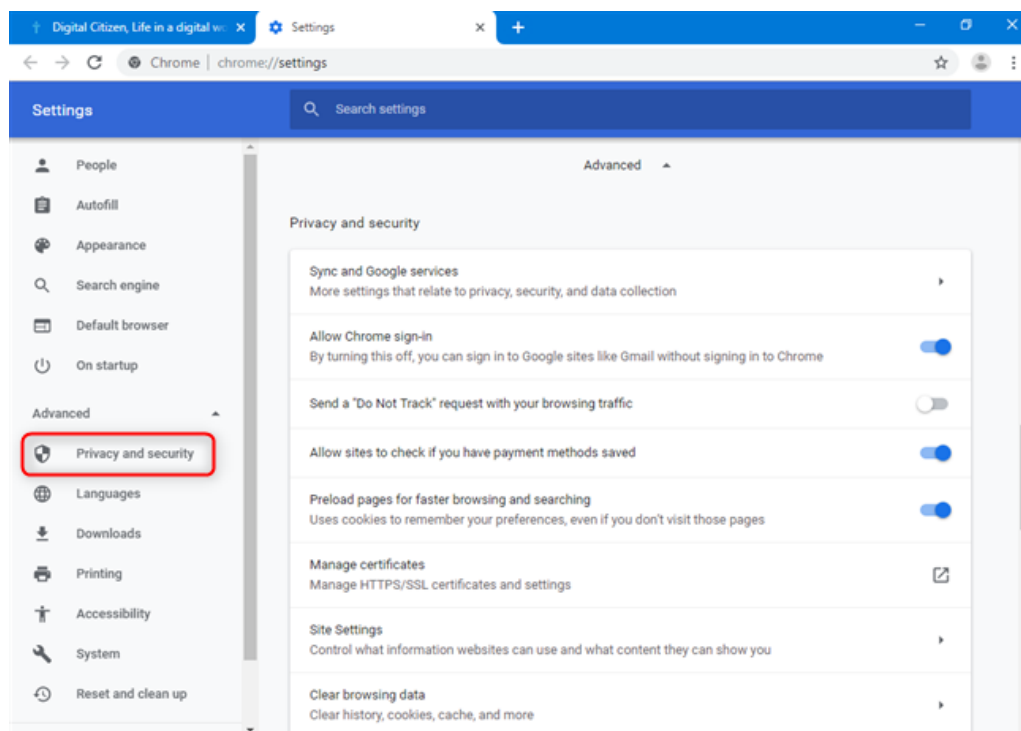 Digital Citizen, Life in a digital wo
Settings
Chrome | chrome://settings
Settings
Search settings
People
Autofill
Appearance
Search engine
Default browser
On startup
Advanced
Privacy and security
Languages
Downloads
Printing
Accessibility
System
Reset and clean up
Advanced
Privacy and security
Sync and Google services
More settings that relate to privacy, security, and data collection
Allow Chrome sign-in
By turning this off, you can sign in to Google sites like Gmail without signing in to Chrome
Send a "Do Not Track" request with your browsing traffic
Allow sites to check if you have payment methods saved
Preload pages for faster browsing and searching
Uses cookies to remember your preferences, even if you don't visit those pages
Manage certificates
Manage HTTPS/SSL certificates and settings
Site Settings
Control what information websites can use and what content they can show you
Clear browsing data
Clear history, cookies, cache, and more